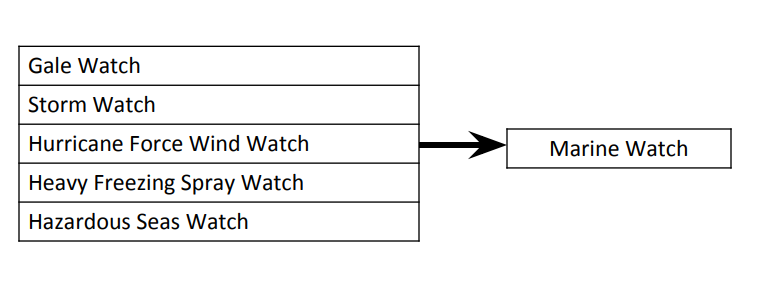 Gale Watch
Storm Watch
Hurricane Force Wind Watch
Heavy Freezing Spray Watch
Hazardous Seas Watch
Marine Watch